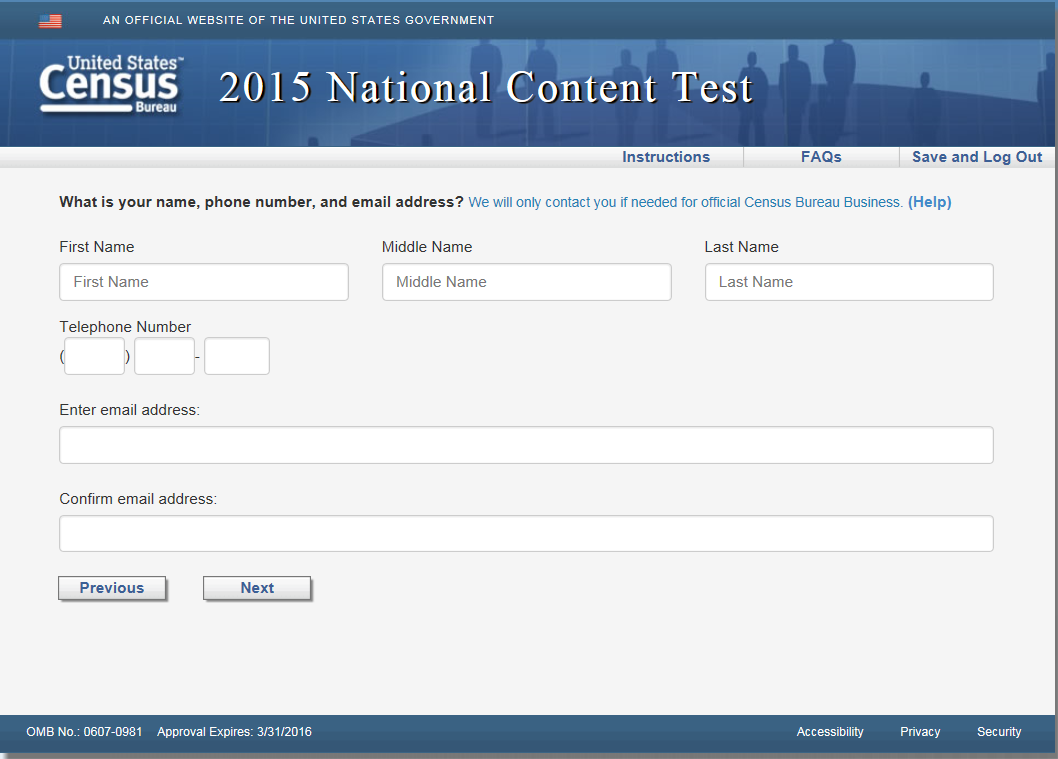 AN OFFICIAL WEBSITE OF THE UNITED STATES GOVERNMENT
United States™
Census
Bureau
2015 National Content Test
Instructions FAQs Save and Log Out
What is your name, phone number, and email address? We will only contact you if needed for official Census Bureau Business. (Help)
First Name Middle Name Last Name
First Name Middle Name Last Name
Telephone Number
( ) -
Enter email address:
Confirm email address:
Previous Next
OMB No.: 0607-0981 Approval Expires: 3/31/2016 Accessibility Privacy Security